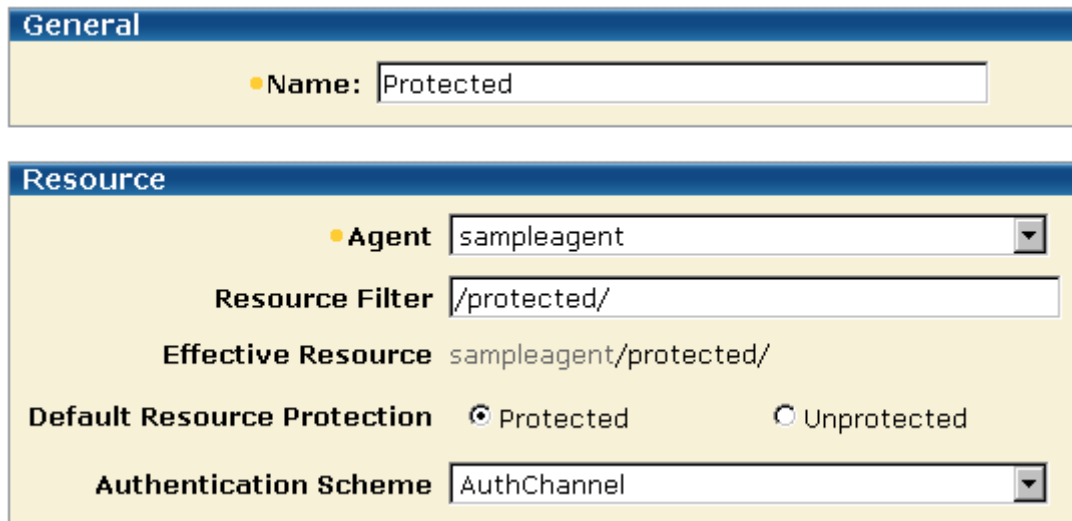 General
Name: Protected
Resource
Agent sampleagent
Resource Filter /protected/
Effective Resource sampleagent/protected/
Default Resource Protection Protected Unprotected
Authentication Scheme AuthChannel